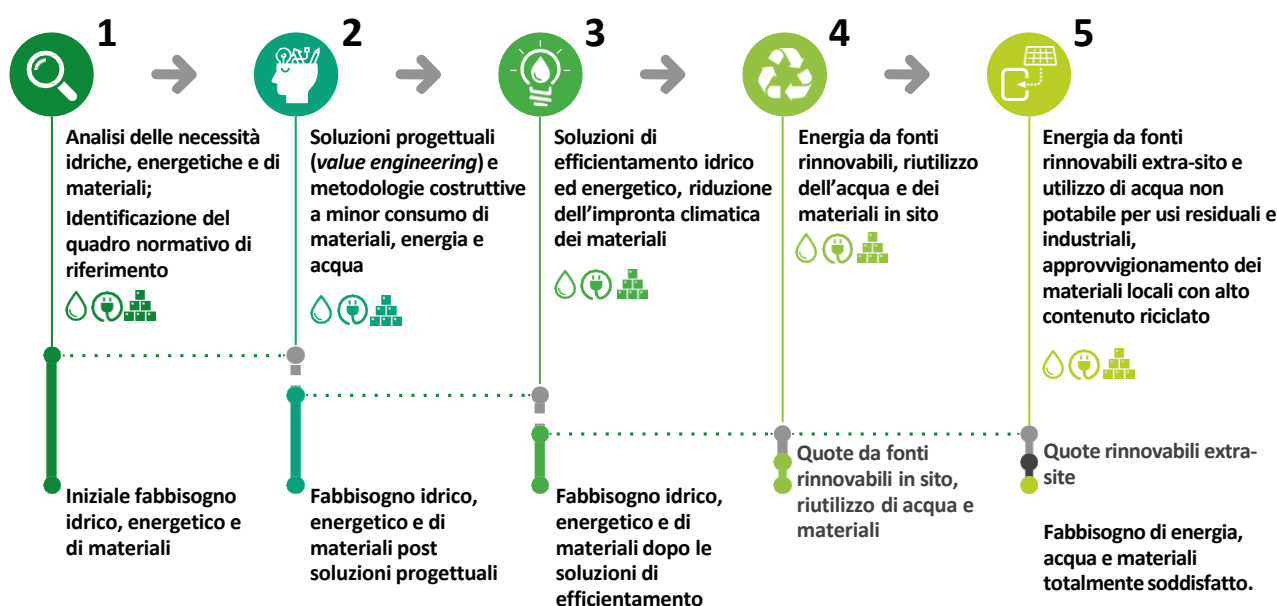 1
Analisi delle necessità
idriche, energetiche e di
materiali;
Identificazione del
quadro normativo di
riferimento
Iniziale fabbisogno
idrico, energetico e
di materiali
2
Soluzioni progettuali
(value engineering) e
metodologie costruttive
a minor consumo di
materiali, energia e
acqua
Fabbisogno idrico,
energetico e di
materiali post
soluzioni progettuali
3
Soluzioni di
efficientamento idrico
ed energetico, riduzione
dell'impronta climatica
dei materiali
Fabbisogno idrico,
energetico e di
materiali dopo le
soluzioni di
efficientamento
4
Energia da fonti
rinnovabili, riutilizzo
dell'acqua e dei
materiali in sito
Quote da fonti
rinnovabili in sito,
riutilizzo di acqua e
materiali
5
Energia da fonti
rinnovabili extra-sito e
utilizzo di acqua non
potabile per usi residuali e
industriali,
approvvigionamento dei
materiali locali con alto
contenuto riciclato
Quote rinnovabili extra-
site
Fabbisogno di energia,
acqua e materiali
totalmente soddisfatto.